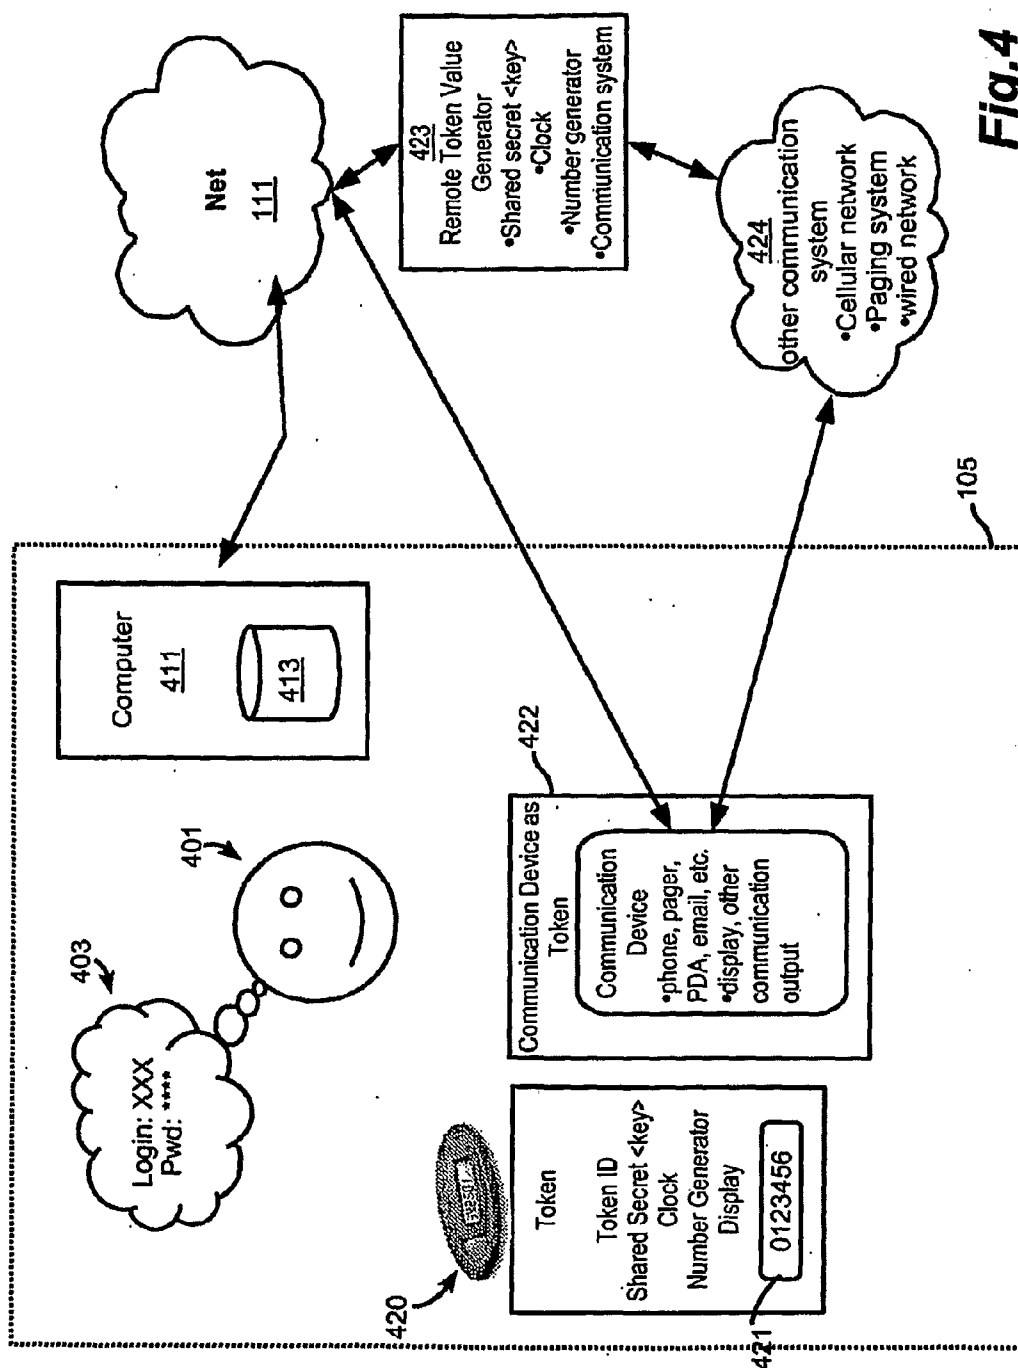 Login: XXX
Pwd: ****
403
401
Computer
411
413
Net
111
420
Token
Token ID
Shared Secret <key>
Clock
Number Generator
Display
0123456
421
Communication Device as
Token
422
Communication
Device
•phone, pager,
PDA, email, etc.
•display, other
communication
output
423
Remote Token Value
Generator
•Shared secret <key>
•Clock
•Number generator
•Communication system
424
other communication
system
•Cellular network
•Paging system
•wired network
105
Fig.4